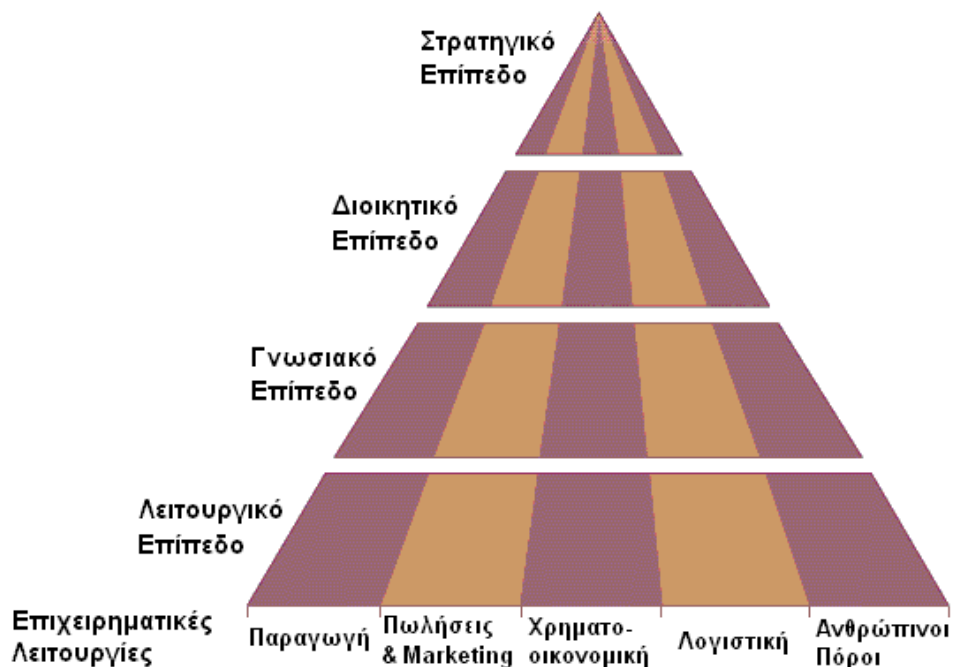 Στρατηγικό
Επίπεδο
Διοικητικό
Επίπεδο
Γνωσιακό
Επίπεδο
Λειτουργικό
Επίπεδο
Επιχειρηματικές
Λειτουργίες
Παραγωγή
Πωλήσεις
& Marketing
Χρηματο-
οικονομική
Λογιστική
Ανθρώπινοι
Πόροι